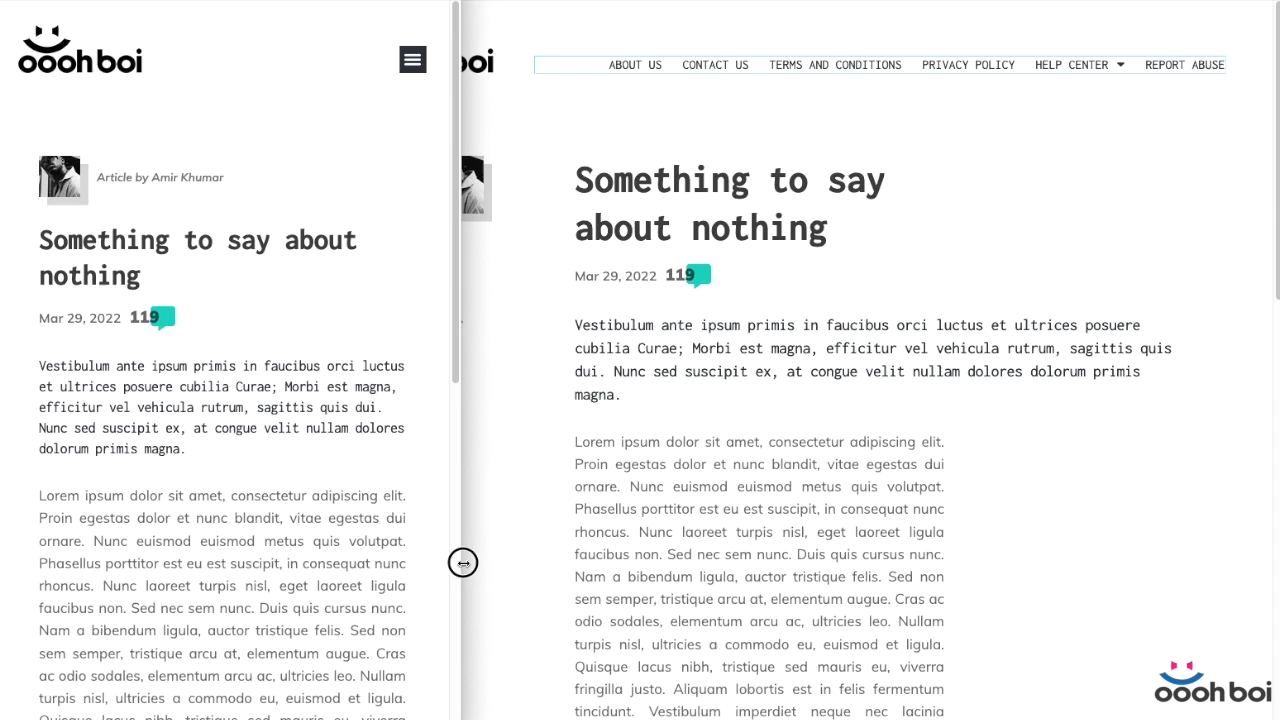 oooh boi
Article by Amir Khumar
Something to say about
nothing
Mar 29, 2022 119
Vestibulum ante ipsum primis in faucibus orci luctus
et ultrices posuere cubilia Curae; Morbi est magna,
efficitur vel vehicula rutrum, sagittis quis dui.
Nunc sed suscipit ex, at congue velit nullam dolores
dolorum primis magna.
Lorem ipsum dolor sit amet, consectetur adipiscing elit.
Proin egestas dolor et nunc blandit, vitae egestas dui
ornare. Nunc euismod euismod metus quis volutpat.
Phasellus porttitor est eu est suscipit, in consequat nunc
rhoncus. Nunc laoreet turpis nisl, eget laoreet ligula
faucibus non. Sed nec sem nunc. Duis quis cursus nunc.
Nam a bibendum ligula, auctor tristique felis. Sed non
sem semper, tristique arcu at, elementum augue. Cras
ac odio sodales, elementum arcu ac, ultricies leo. Nullam
turpis nisl, ultricies a commodo eu, euismod et ligula.
Quisque lacus nibh, tristique sed mauris eu, viverra
oi
ABOUT US CONTACT US TERMS AND CONDITIONS PRIVACY POLICY HELP CENTER REPORT ABUSE
Something to say
about nothing
Mar 29, 2022 119
Vestibulum ante ipsum primis in faucibus orci luctus et ultrices posuere
cubilia Curae; Morbi est magna, efficitur vel vehicula rutrum, sagittis quis
dui. Nunc sed suscipit ex, at congue velit nullam dolores dolorum primis
magna.
Lorem ipsum dolor sit amet, consectetur adipiscing elit.
Proin egestas dolor et nunc blandit, vitae egestas dui
ornare. Nunc euismod euismod metus quis volutpat.
Phasellus porttitor est eu est suscipit, in consequat nunc
rhoncus. Nunc laoreet turpis nisl, eget laoreet ligula
faucibus non. Sed nec sem nunc. Duis quis cursus nunc.
Nam a bibendum ligula, auctor tristique felis. Sed non
sem semper, tristique arcu at, elementum augue. Cras ac
odio sodales, elementum arcu ac, ultricies leo. Nullam
turpis nisl, ultricies a commodo eu, euismod et ligula.
Quisque lacus nibh, tristique sed mauris eu, viverra
fringilla justo. Aliquam lobortis est in felis fermentum
tincidunt. Vestibulum imperdiet neque nec lacinia
oooh boi